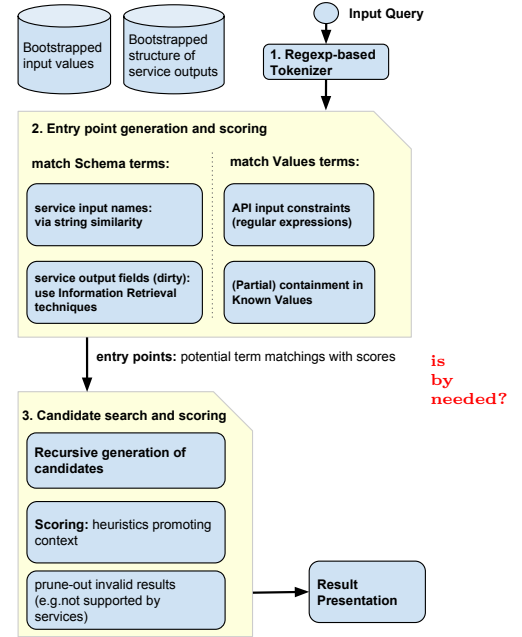 Input Query
Bootstrapped
input values
Bootstrapped
structure of
service outputs
1. Regexp-based
Tokenizer
2. Entry point generation and scoring
match Schema terms:
match Values terms:
service input names:
via string similarity
API input constraints
(regular expressions)
service output fields (dirty):
use Information Retrieval
techniques
(Partial) containment in
Known Values
entry points: potential term matchings with scores
is
by
needed?
3. Candidate search and scoring
Recursive generation of
candidates
Scoring: heuristics promoting
context
prune-out invalid results
(e.g.not supported by
services)
Result
Presentation